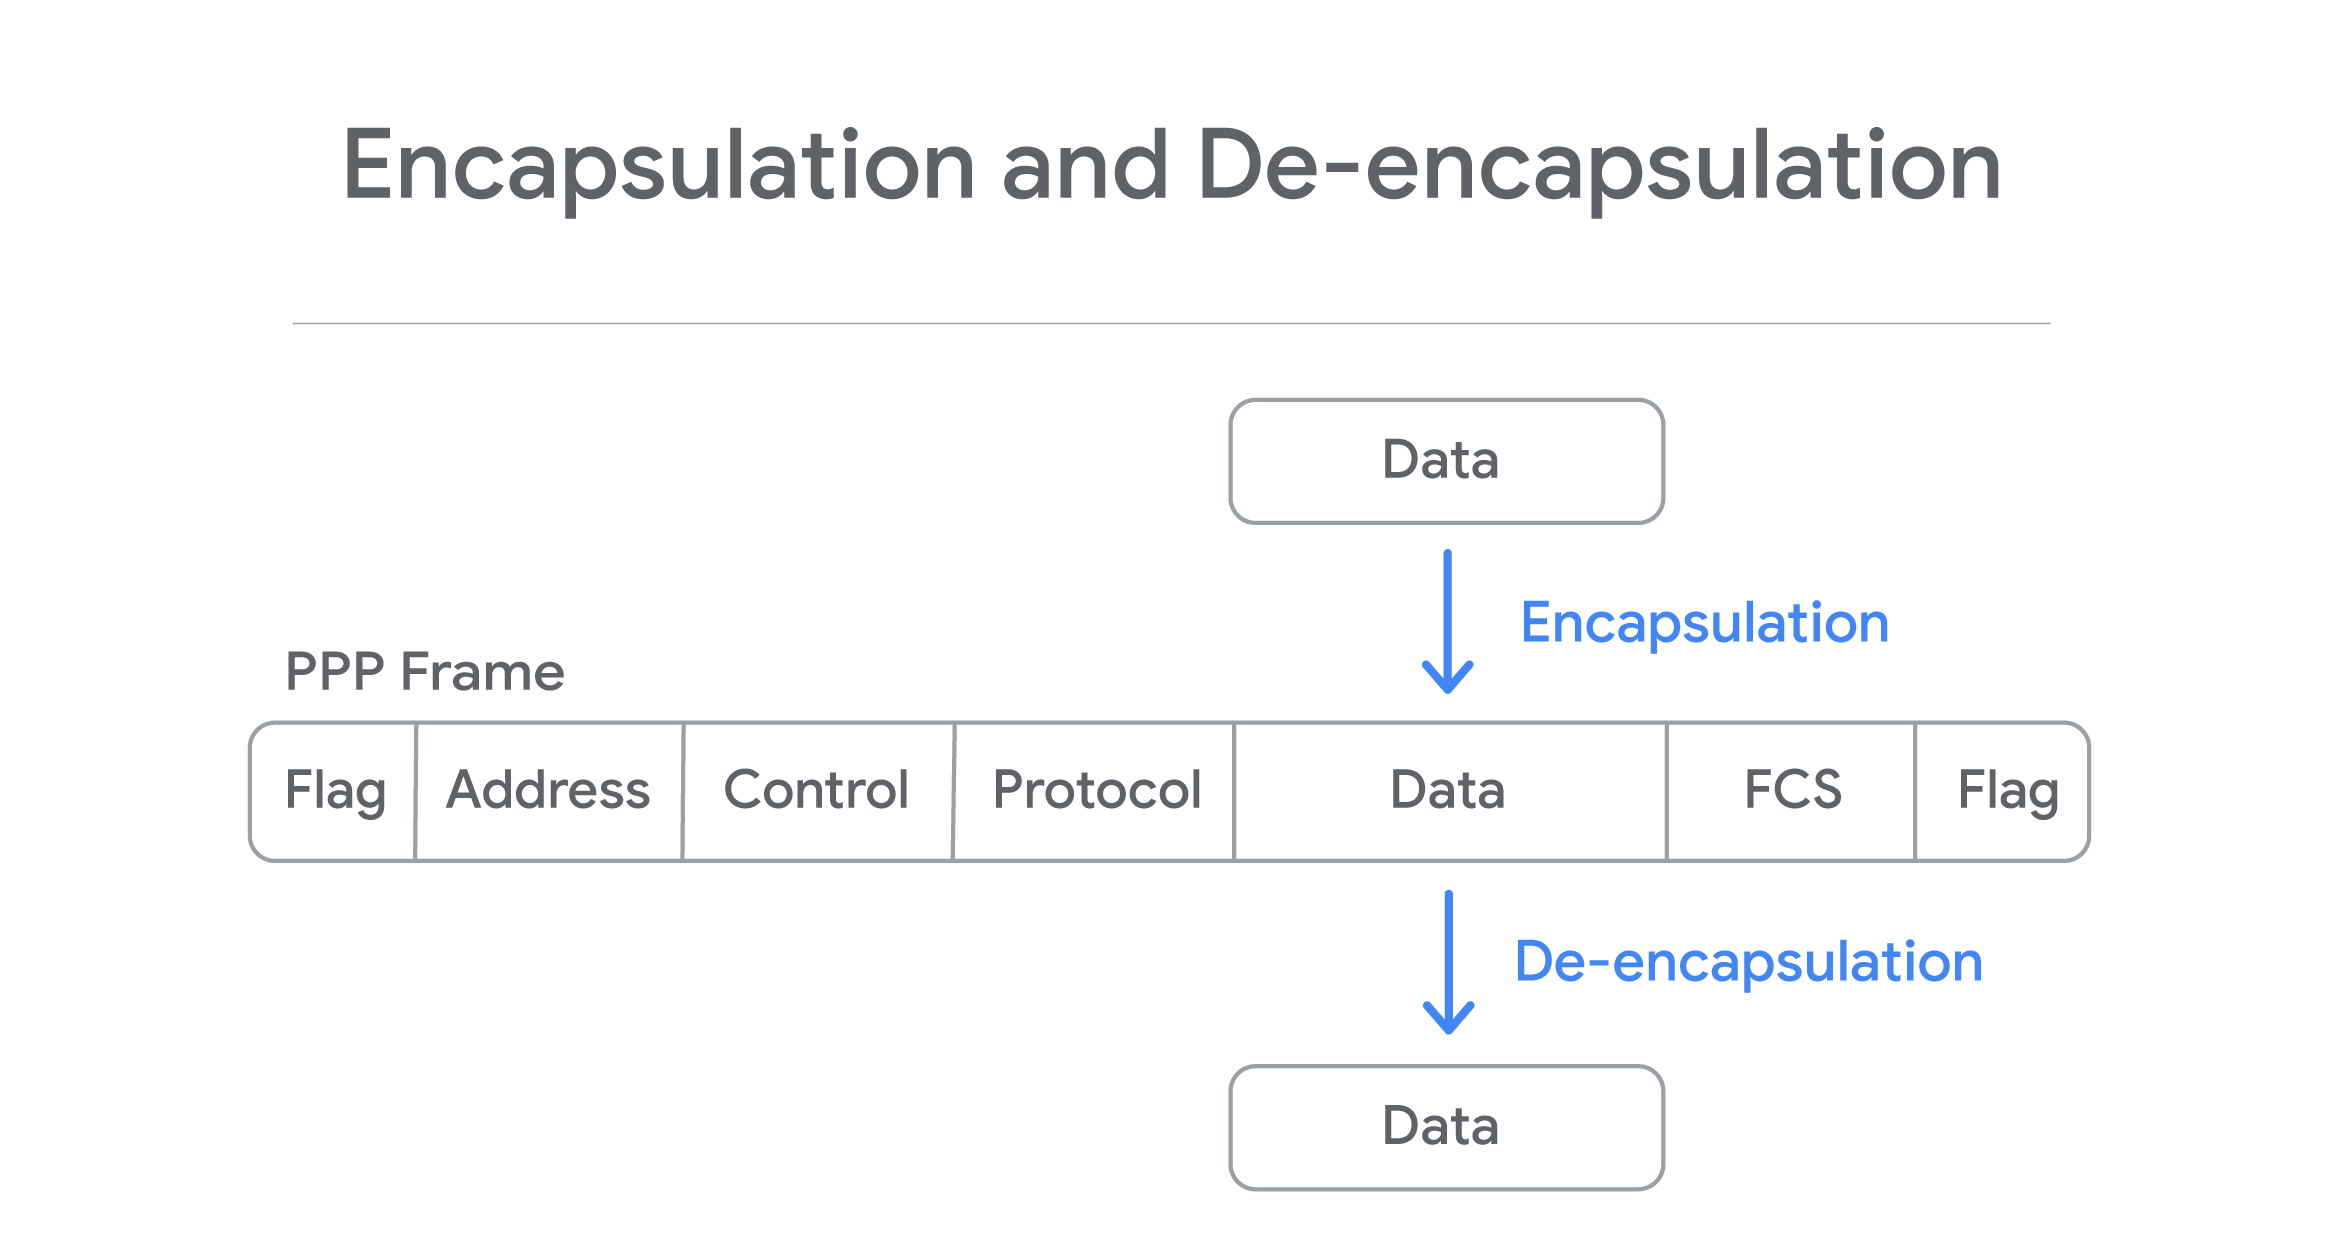 Encapsulation and De-encapsulation
Data
Encapsulation
PPP Frame
Flag Address Control Protocol Data FCS Flag
De-encapsulation
Data